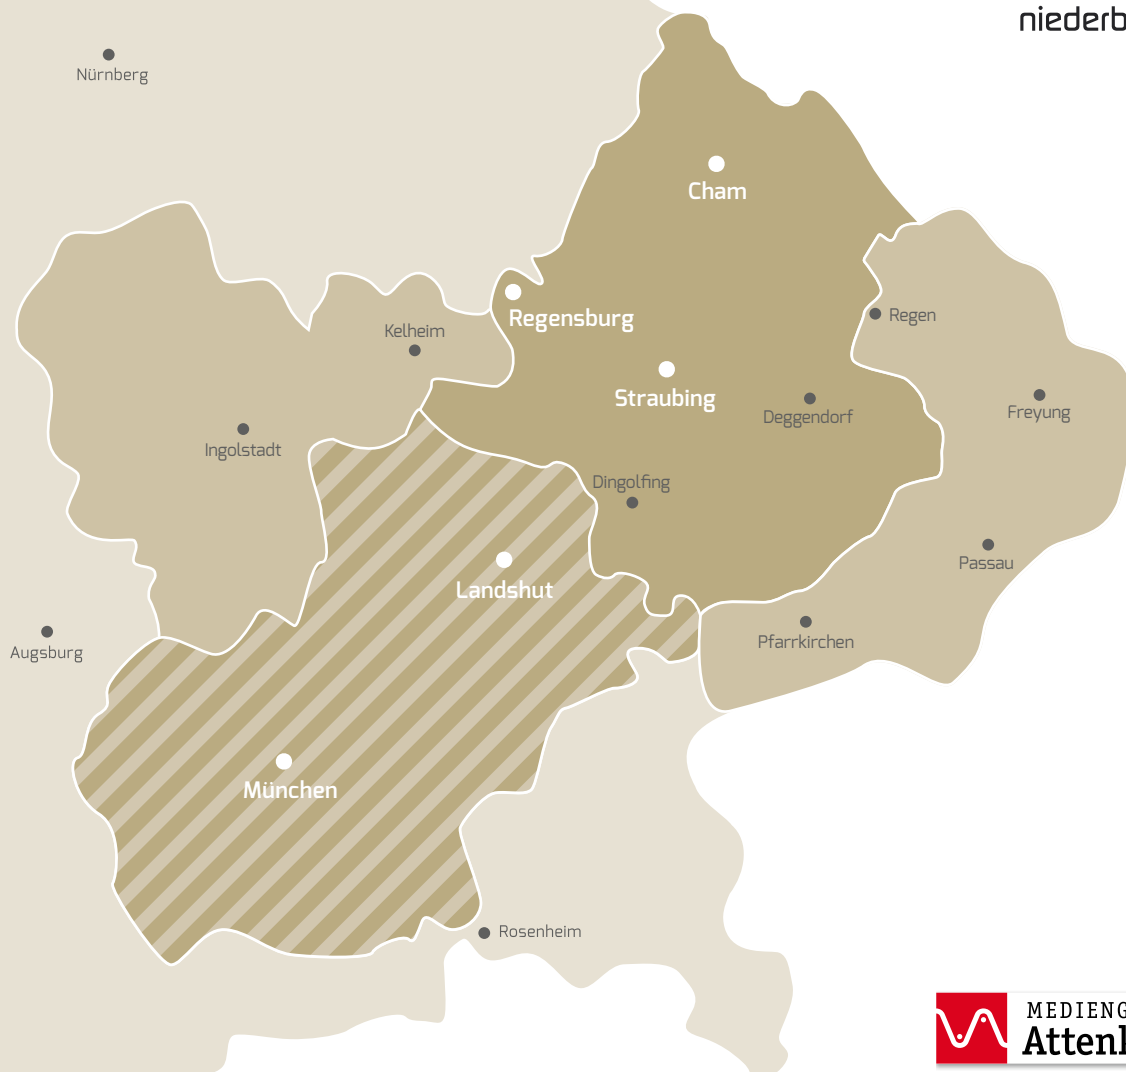 niederb
Nürnberg
Cham
Regensburg
Regen
Kelheim
Straubing
Deggendorf
Freyung
Ingolstadt
Dingolfing
Landshut
Passau
Pfarrkirchen
Augsburg
München
Rosenheim
MEDIENG
Attenk